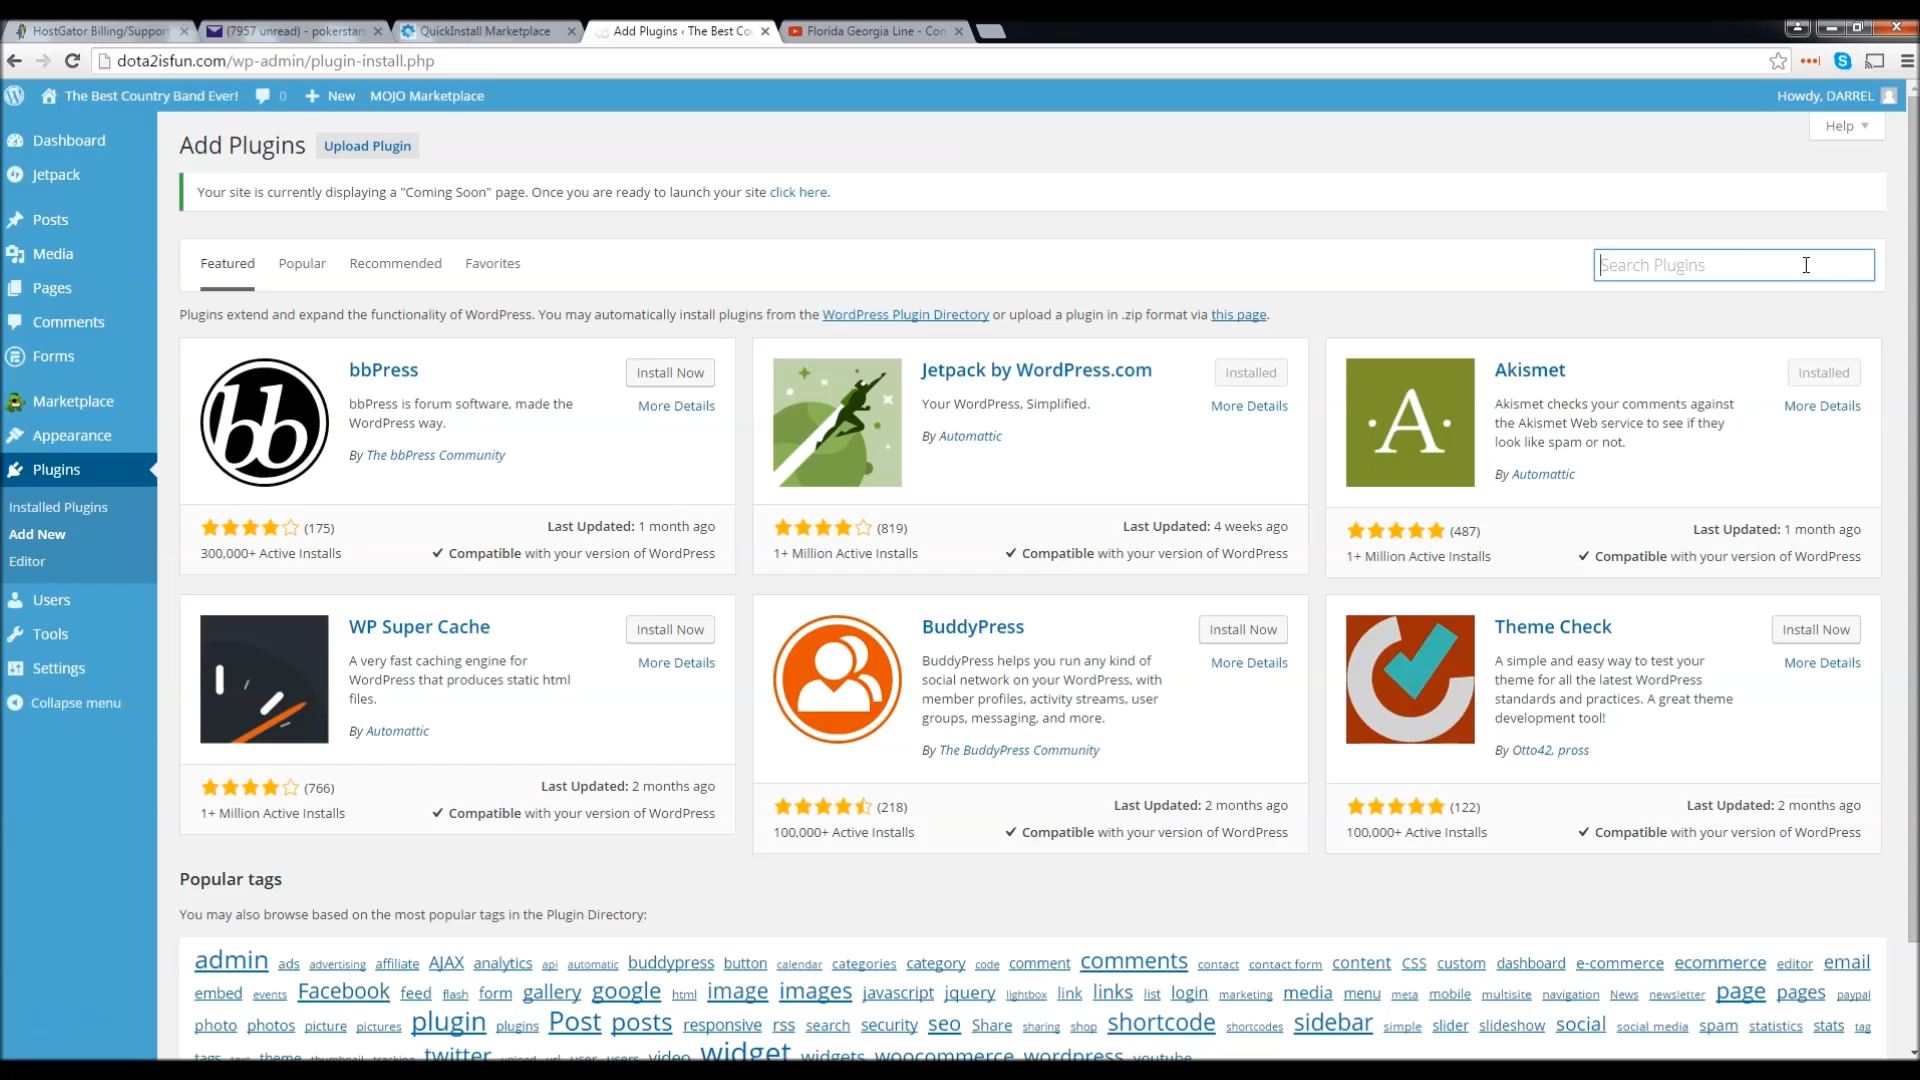 HostGator Billing/Support
(7957 unread) - pokerstar
QuickInstall Marketplace
Add Plugins ‹ The Best Co
Florida Georgia Line - Con
dota2isfun.com/wp-admin/plugin-install.php
The Best Country Band Ever! 0 + New MOJO Marketplace
Howdy, DARREL
Help
Dashboard
Jetpack
Posts
Media
Pages
Comments
Forms
Marketplace
Appearance
Plugins
Installed Plugins
Add New
Editor
Users
Tools
Settings
Collapse menu
Add Plugins Upload Plugin
Your site is currently displaying a "Coming Soon" page. Once you are ready to launch your site click here.
Featured Popular Recommended Favorites
Search Plugins
Plugins extend and expand the functionality of WordPress. You may automatically install plugins from the WordPress Plugin Directory or upload a plugin in .zip format via this page.
bb
bbPress
Install Now
More Details
bbPress is forum software, made the
WordPress way.
By The bbPress Community
(175)
Last Updated: 1 month ago
300,000+ Active Installs
Compatible with your version of WordPress
Jetpack by WordPress.com
Installed
More Details
Your WordPress, Simplified.
By Automattic
(819)
Last Updated: 4 weeks ago
1+ Million Active Installs
Compatible with your version of WordPress
A
Akismet
Installed
More Details
Akismet checks your comments against
the Akismet Web service to see if they
look like spam or not.
By Automattic
(487)
Last Updated: 1 month ago
1+ Million Active Installs
Compatible with your version of WordPress
WP Super Cache
Install Now
More Details
A very fast caching engine for
WordPress that produces static html
files.
By Automattic
(766)
Last Updated: 2 months ago
1+ Million Active Installs
Compatible with your version of WordPress
BuddyPress
Install Now
More Details
BuddyPress helps you run any kind of
social network on your WordPress, with
member profiles, activity streams, user
groups, messaging, and more.
By The BuddyPress Community
(218)
Last Updated: 2 months ago
100,000+ Active Installs
Compatible with your version of WordPress
Theme Check
Install Now
More Details
A simple and easy way to test your
theme for all the latest WordPress
standards and practices. A great theme
development tool!
By Otto42, pross
(122)
Last Updated: 2 months ago
100,000+ Active Installs
Compatible with your version of WordPress
Popular tags
You may also browse based on the most popular tags in the Plugin Directory:
admin ads advertising affiliate AJAX analytics api automatic buddypress button calendar categories category code comment comments contact contact form content CSS custom dashboard e-commerce ecommerce editor email
embed events Facebook feed flash form gallery google html image images javascript jquery lightbox link links list login marketing media menu meta mobile multisite navigation News newsletter page pages paypal
photo photos picture pictures plugin plugins Post posts responsive rss search security seo Share sharing shop shortcode shortcodes sidebar simple slider slideshow social social media spam statistics stats tag
tags text theme thumbnail tracking twitter upload url user users video widget widgets woocommerce wordpress youtube